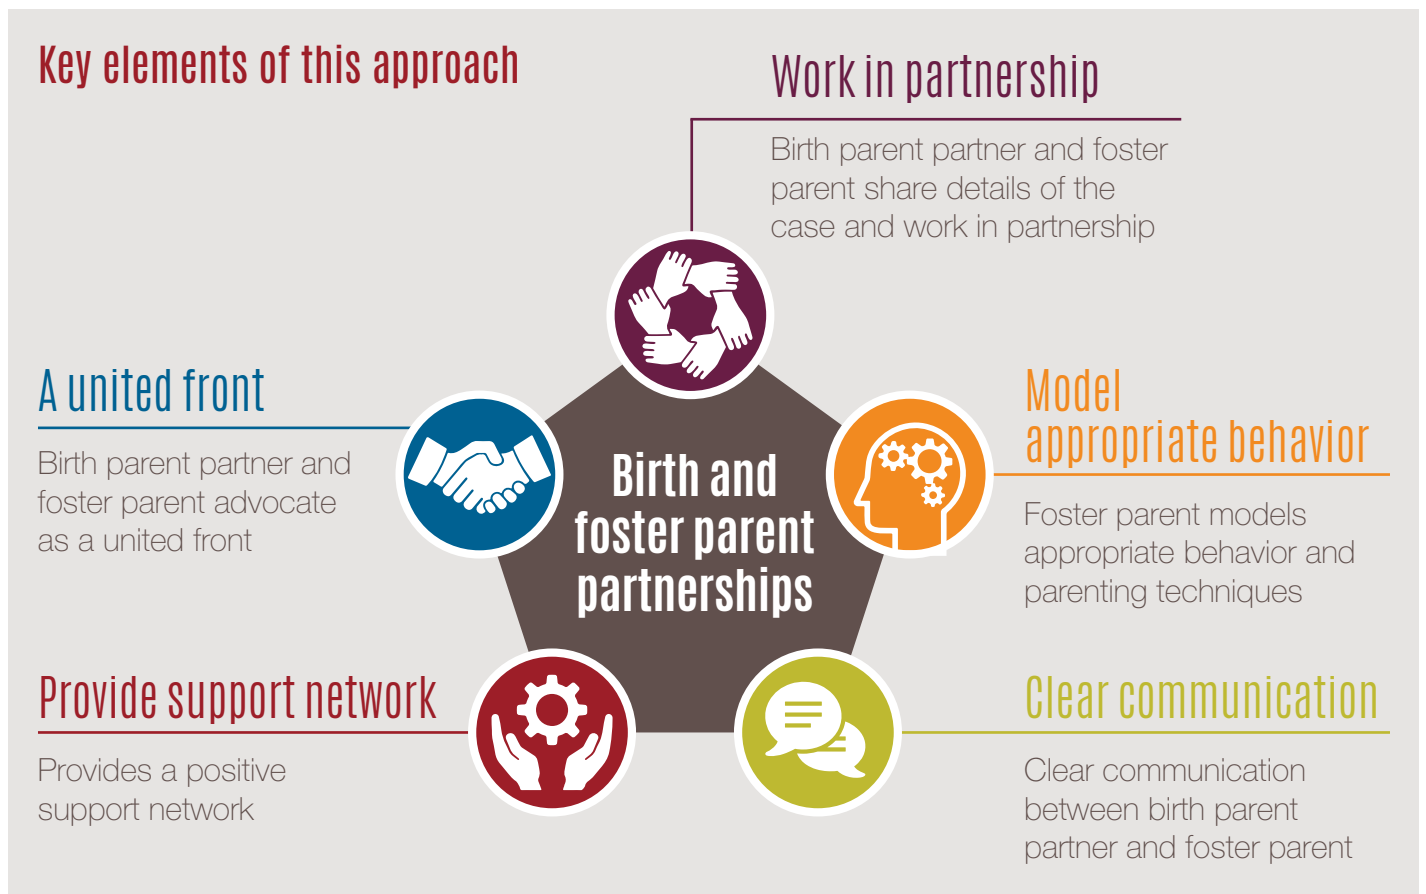 Key elements of this approach
Work in partnership
Birth parent partner and foster
parent share details of the
case and work in partnership
A united front
Birth parent partner and
foster parent advocate
as a united front
Birth and
foster parent
partnerships
Model
appropriate behavior
Foster parent models
appropriate behavior and
parenting techniques
Provide support network
Provides a positive
support network
Clear communication
Clear communication
between birth parent
partner and foster parent